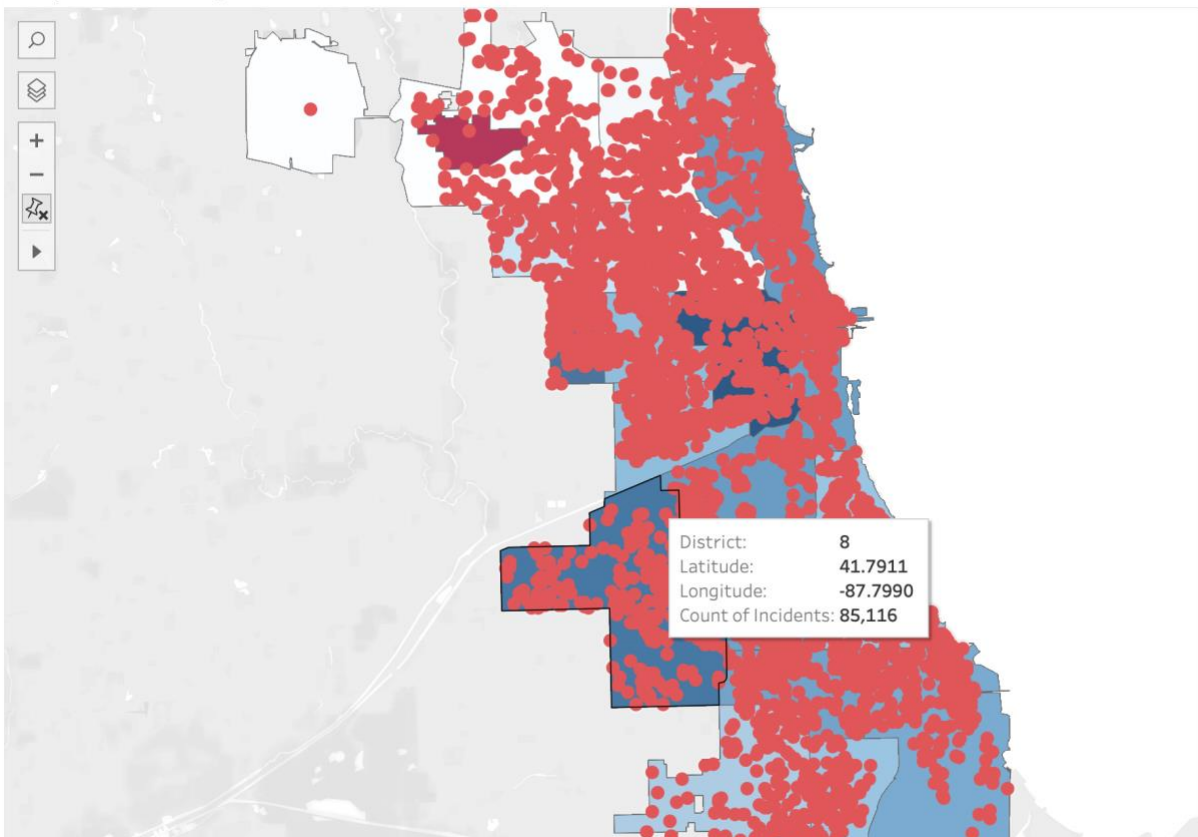 District: 8
Latitude: 41.7911
Longitude: -87.7990
Count of Incidents: 85,116